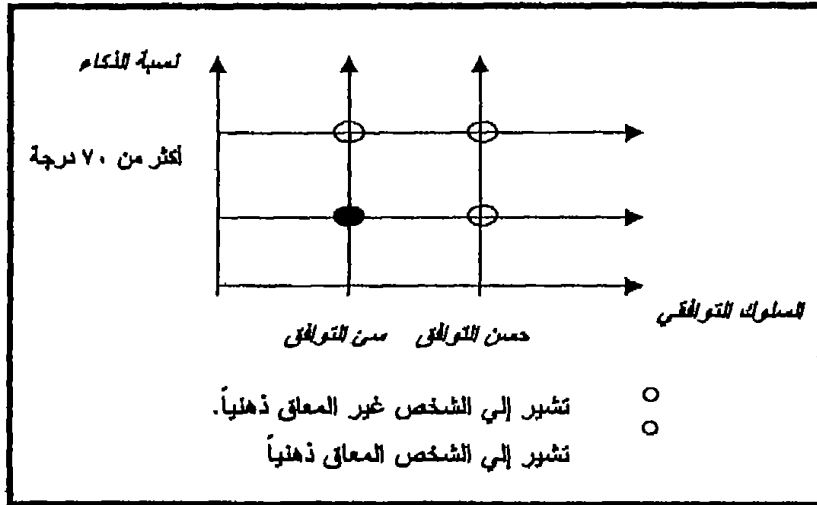 نسبة الذكاء
أكثر من ٧٠ درجة
السلوك التوافقي
سئ التوافق حسن التوافق
تشير إلي الشخص غير المعاق ذهنياً.
تشير إلي الشخص المعاق ذهنياً